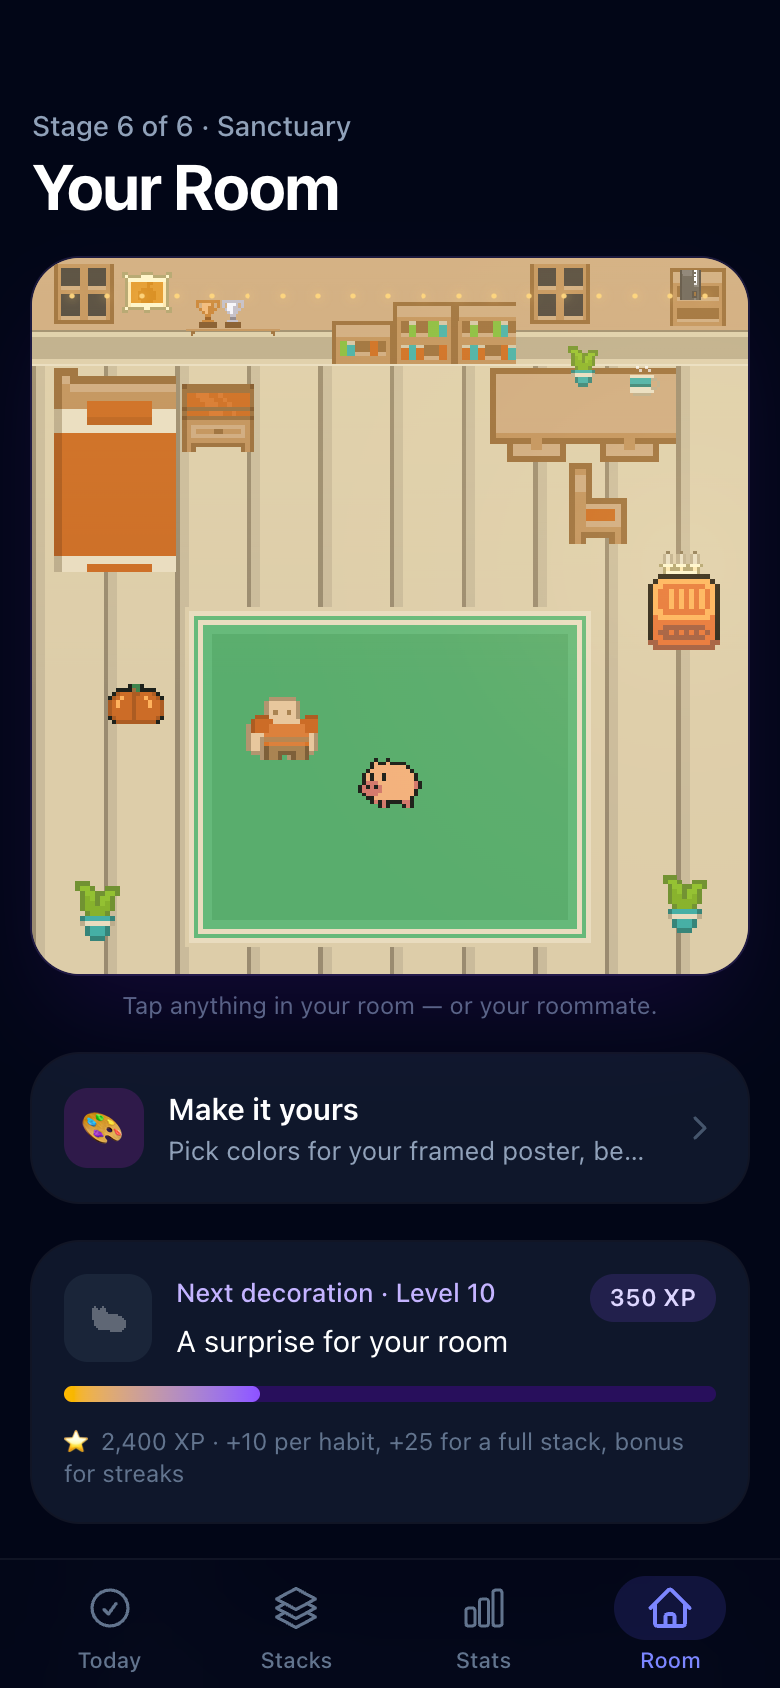 Stage 6 of 6 · Sanctuary
Your Room
Tap anything in your room — or your roommate.
Make it yours
Pick colors for your framed poster, be...
Next decoration · Level 10
350 XP
A surprise for your room
2,400 XP · +10 per habit, +25 for a full stack, bonus
for streaks
Today
Stacks
Stats
Room